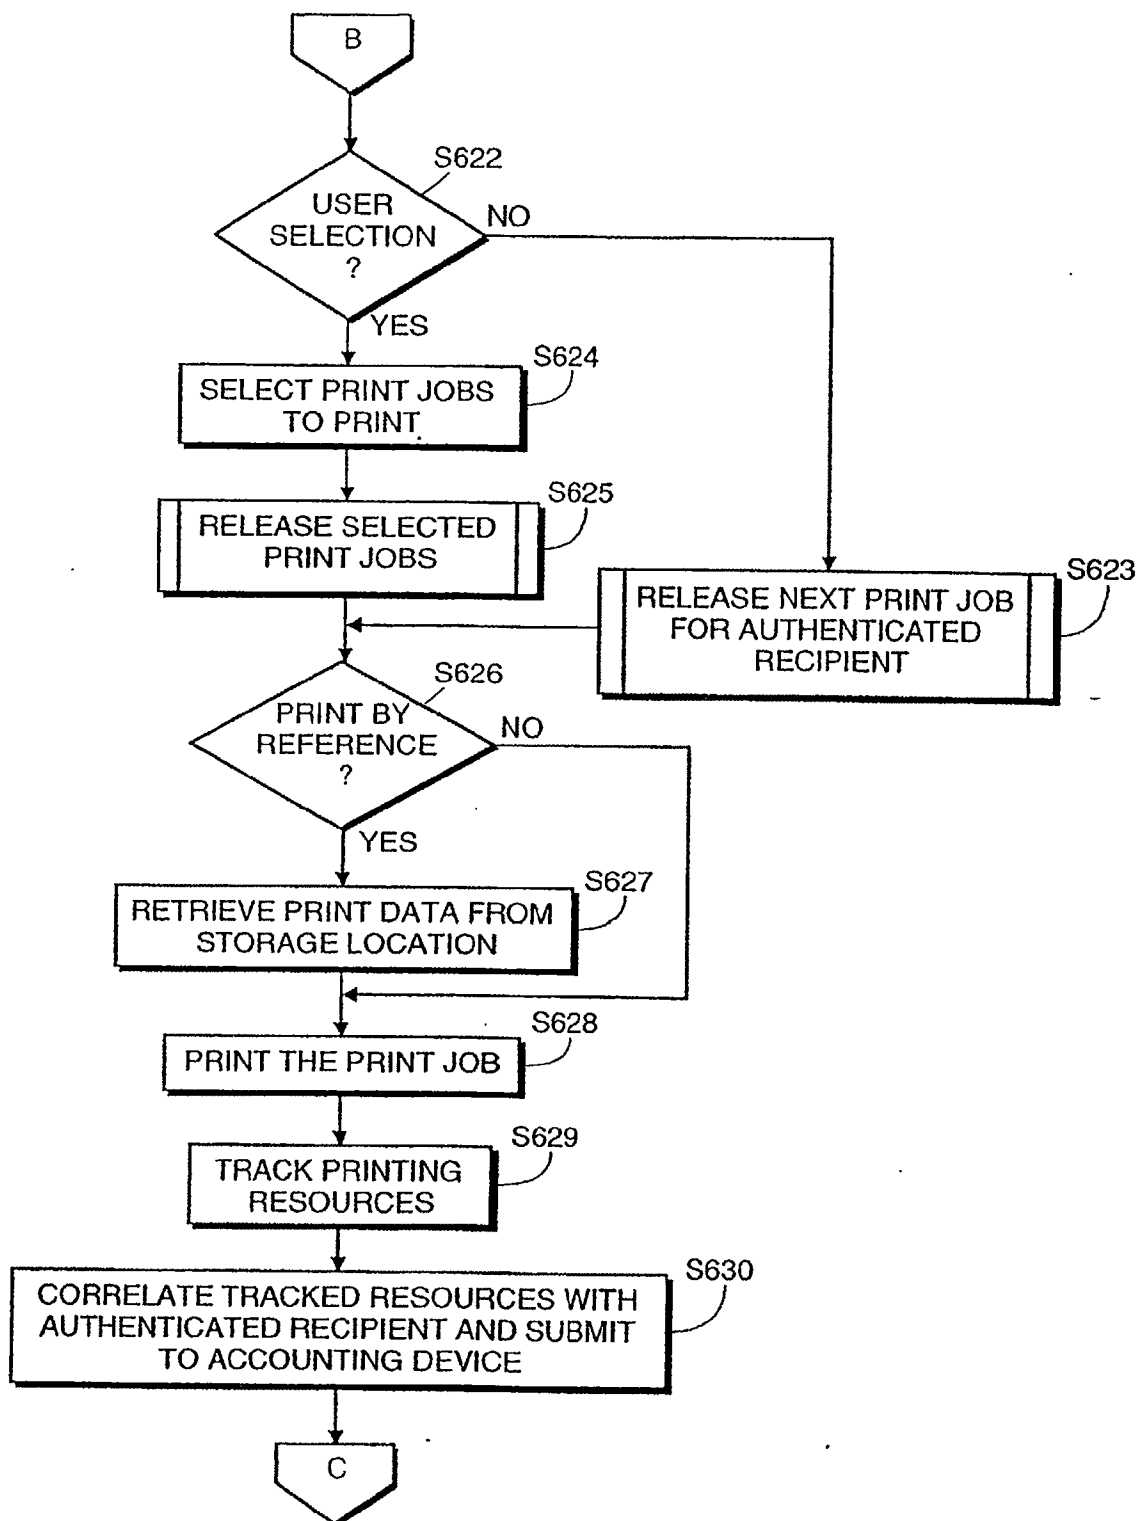 B
S622
USER
SELECTION
?
NO
YES
S624
SELECT PRINT JOBS
TO PRINT
S625
RELEASE SELECTED
PRINT JOBS
S623
RELEASE NEXT PRINT JOB
FOR AUTHENTICATED
RECIPIENT
S626
PRINT BY
REFERENCE
?
NO
YES
S627
RETRIEVE PRINT DATA FROM
STORAGE LOCATION
S628
PRINT THE PRINT JOB
S629
TRACK PRINTING
RESOURCES
S630
CORRELATE TRACKED RESOURCES WITH
AUTHENTICATED RECIPIENT AND SUBMIT
TO ACCOUNTING DEVICE
C